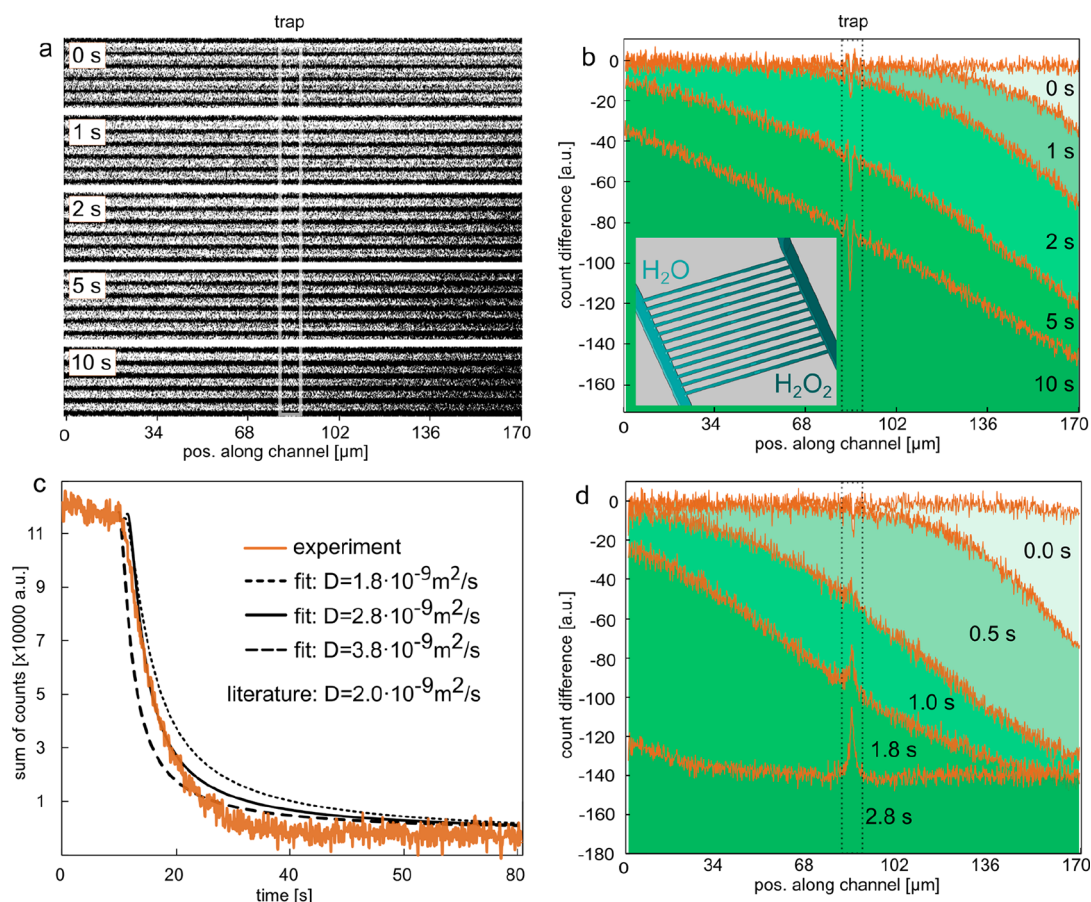 trap
a
0 s
1 s
2 s
5 s
10 s
0 34 68 102 136 170
pos. along channel [µm]
trap
b
0
-20
-40
-60
-80
-100
-120
-140
-160
count difference [a.u.]
0 s
1 s
2 s
5 s
10 s
H₂O
H₂O₂
0 34 68 102 136 170
pos. along channel [µm]
c
11
9
7
5
3
1
sum of counts [x10000 a.u.]
experiment
fit: D=1.8·10⁻⁹m²/s
fit: D=2.8·10⁻⁹m²/s
fit: D=3.8·10⁻⁹m²/s
literature: D=2.0·10⁻⁹m²/s
0 20 40 60 80
time [s]
d
0
-20
-40
-60
-80
-100
-120
-140
-160
-180
count difference [a.u.]
0.0 s
0.5 s
1.0 s
1.8 s
2.8 s
0 34 68 102 136 170
pos. along channel [µm]